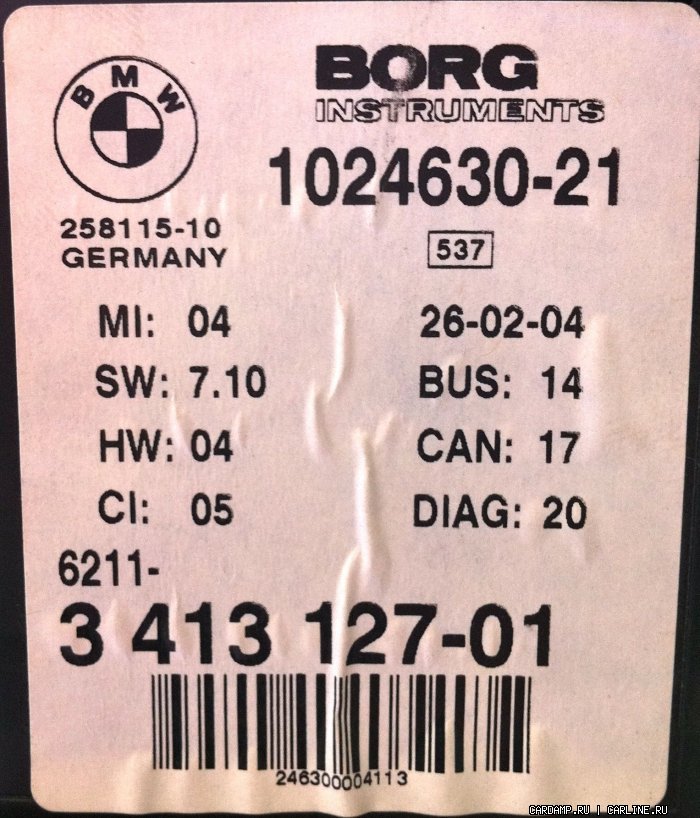 BMW
BORG
INSTRUMENTS
1024630-21
258115-10
GERMANY
537
MI: 04 26-02-04
SW: 7.10 BUS: 14
HW: 04 CAN: 17
CI: 05 DIAG: 20
6211-
3 413 127-01
246300004113
CARDAMP.RU | CARLINE.RU